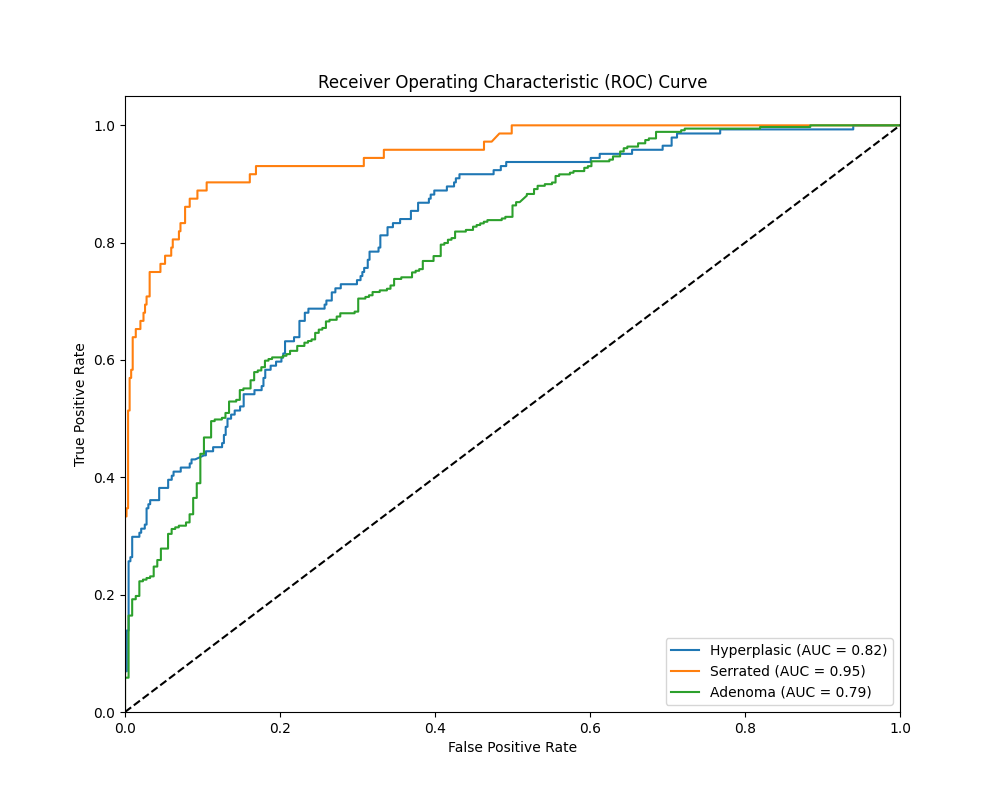 Receiver Operating Characteristic (ROC) Curve
True Positive Rate
1.0
0.8
0.6
0.4
0.2
0.0
0.0 0.2 0.4 0.6 0.8 1.0
False Positive Rate
Hyperplasic (AUC = 0.82)
Serrated (AUC = 0.95)
Adenoma (AUC = 0.79)